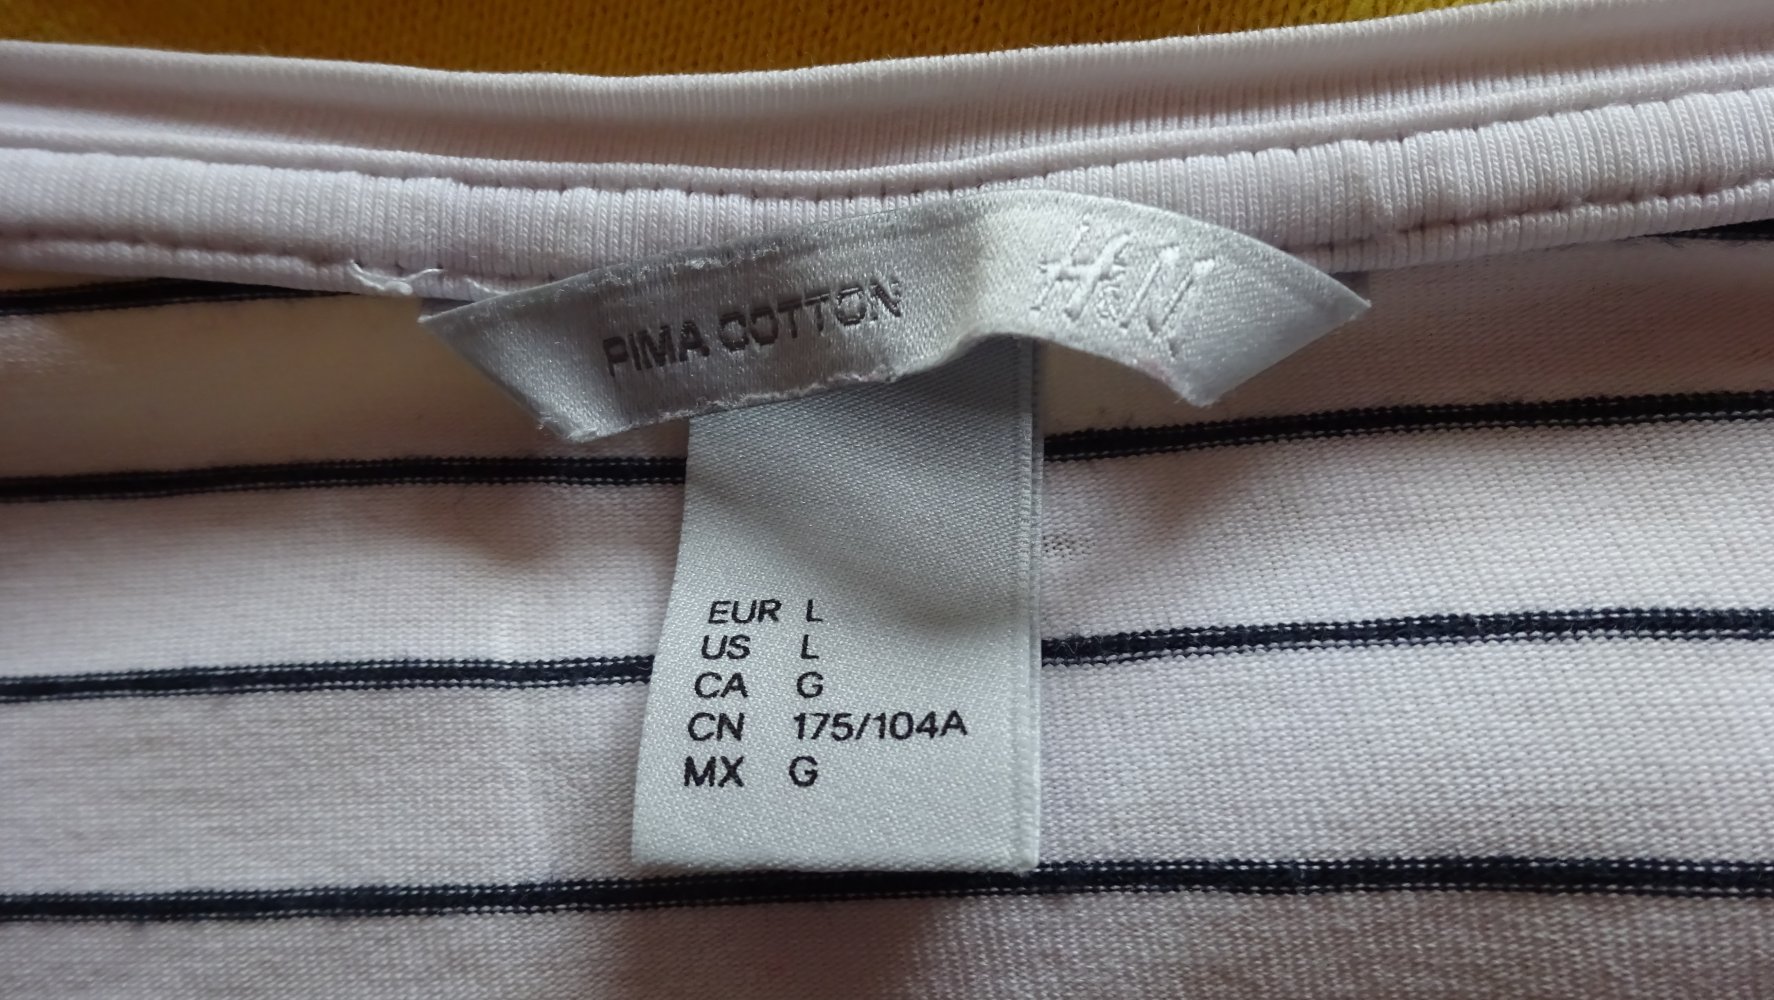 PIMA COTTON H&M
EUR L
US L
CA G
CN 175/104A
MX G